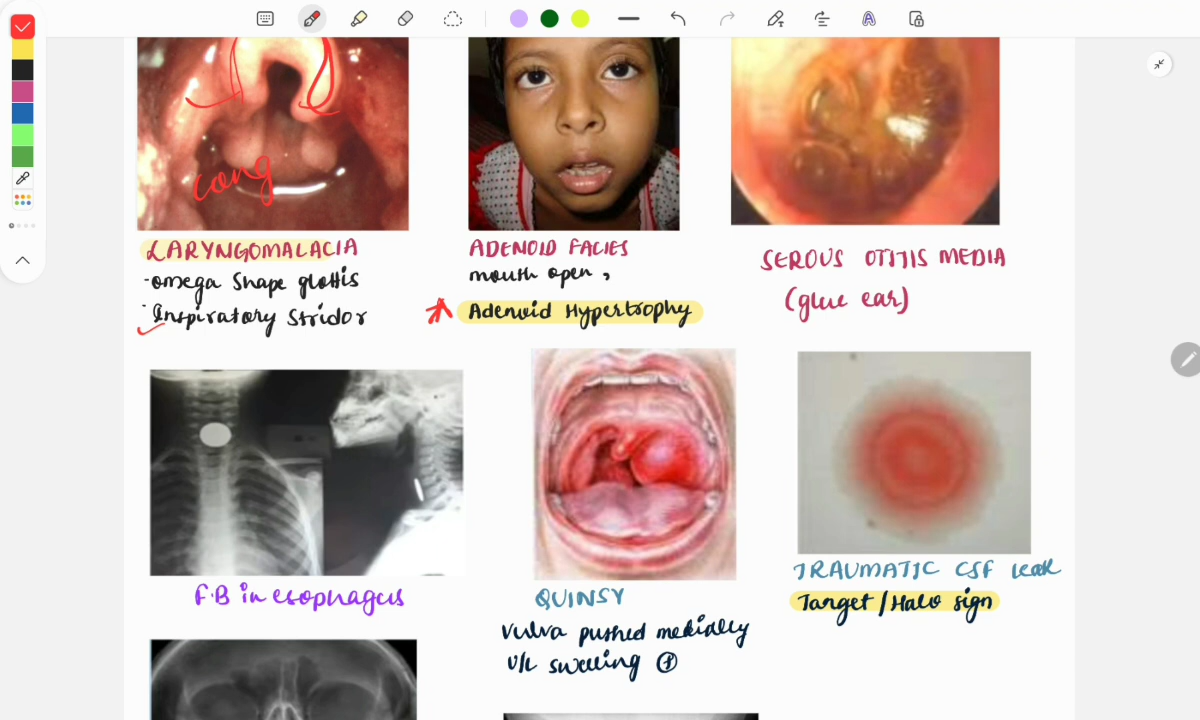 cong
LARYNGOMALACIA
-omega Shape glottis
-Inspiratory Stridor
ADENOID FACIES
mouth open ,
Adenoid Hypertrophy
SEROUS OTITIS MEDIA
(glue ear)
F.B in esophagus
QUINSY
Vulva pushed medially
U/L swelling +
TRAUMATIC CSF leak
Target/Halo sign